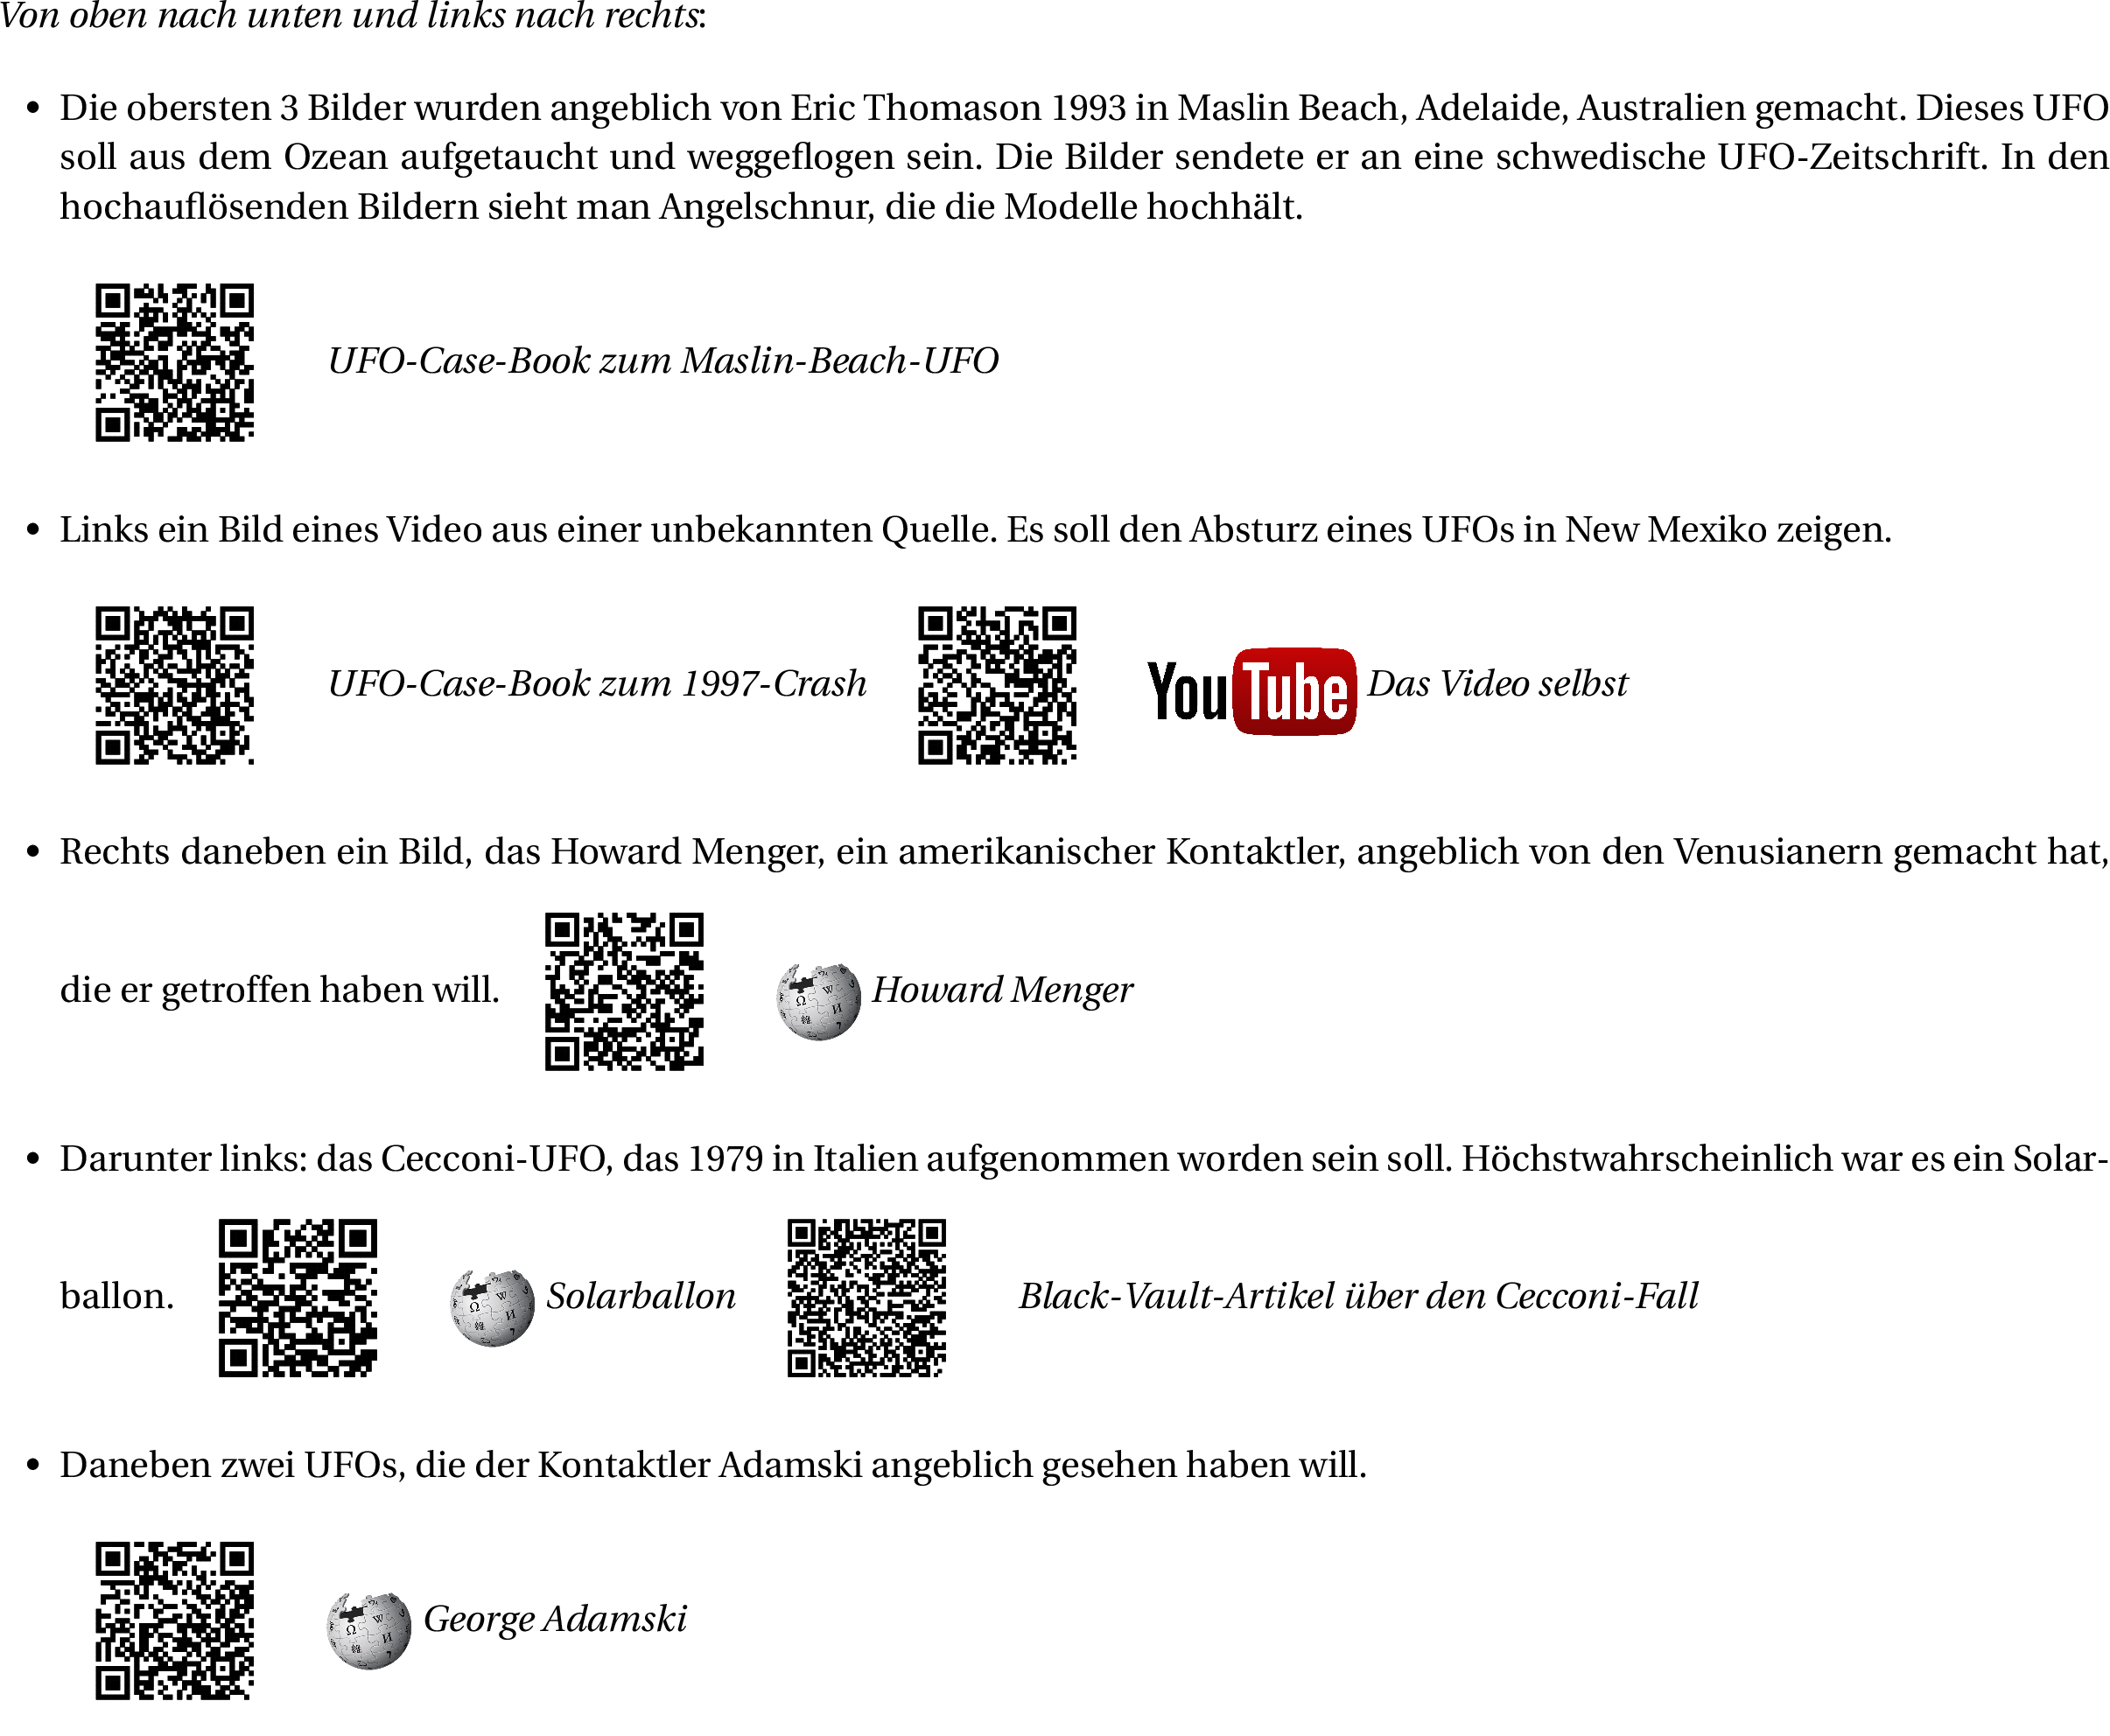 Von oben nach unten und links nach rechts:
• Die obersten 3 Bilder wurden angeblich von Eric Thomason 1993 in Maslin Beach, Adelaide, Australien gemacht. Dieses UFO
soll aus dem Ozean aufgetaucht und weggeflogen sein. Die Bilder sendete er an eine schwedische UFO-Zeitschrift. In den
hochauflösenden Bildern sieht man Angelschnur, die die Modelle hochhält.
UFO-Case-Book zum Maslin-Beach-UFO
• Links ein Bild eines Video aus einer unbekannten Quelle. Es soll den Absturz eines UFOs in New Mexiko zeigen.
UFO-Case-Book zum 1997-Crash YouTube Das Video selbst
• Rechts daneben ein Bild, das Howard Menger, ein amerikanischer Kontaktler, angeblich von den Venusianern gemacht hat,
die er getroffen haben will. Howard Menger
• Darunter links: das Cecconi-UFO, das 1979 in Italien aufgenommen worden sein soll. Höchstwahrscheinlich war es ein Solar-
ballon. Solarballon Black-Vault-Artikel über den Cecconi-Fall
• Daneben zwei UFOs, die der Kontaktler Adamski angeblich gesehen haben will.
George Adamski